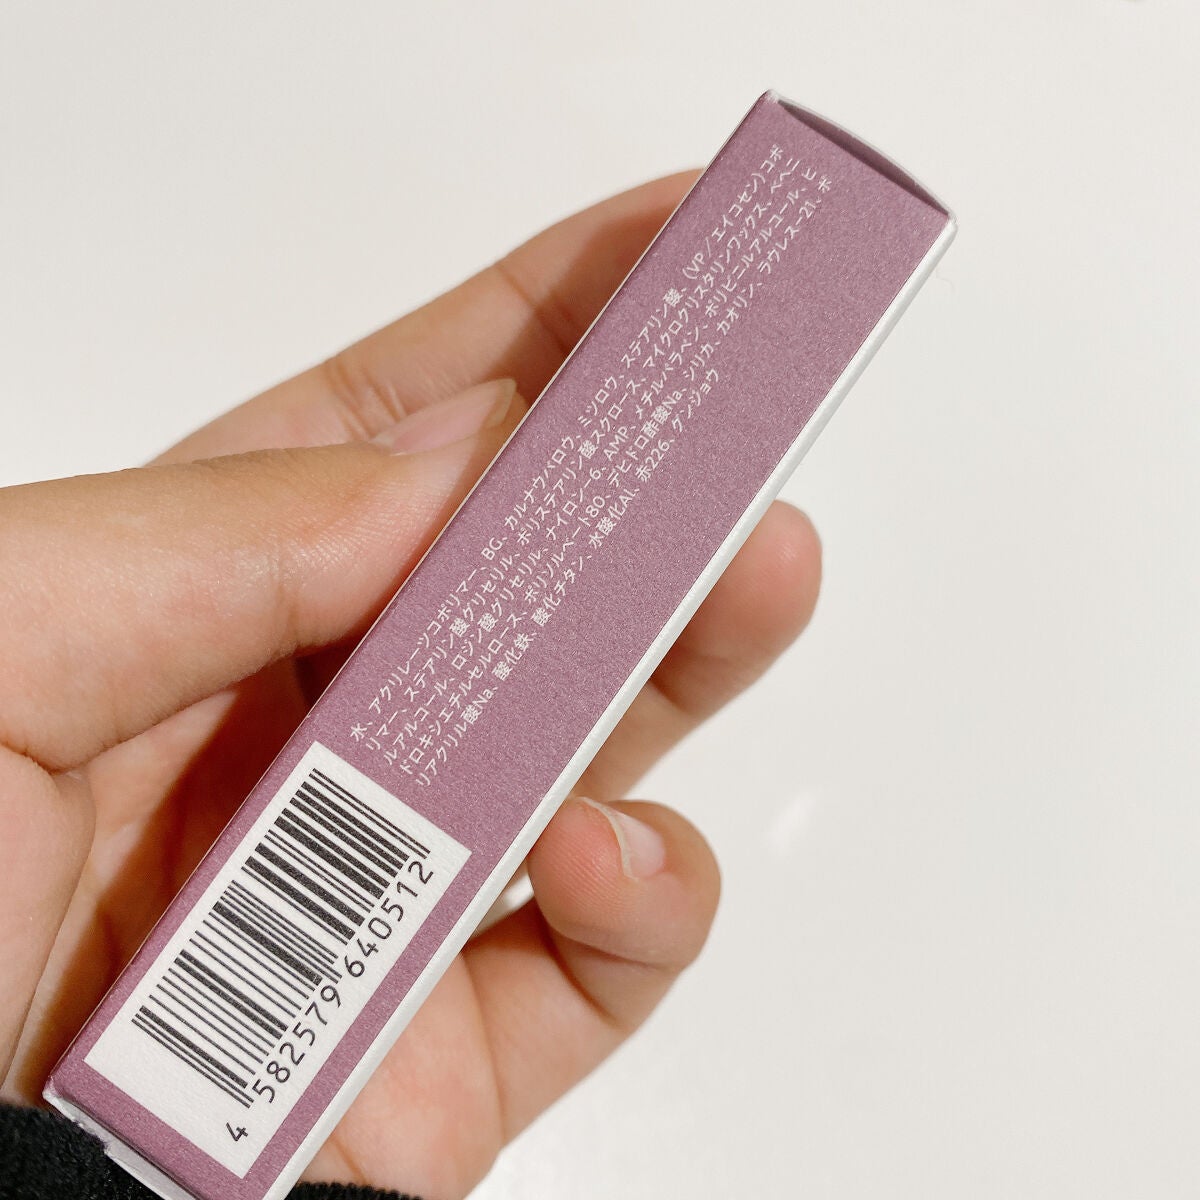 水、アクリレーツコポリマー、BG、カルナウバロウ、ミツロウ、ステアリン酸、(VP/エイコセン)コポ
リマー、ステアリン酸グリセリル、ポリステアリン酸スクロース、マイクロクリスタリンワックス、ベヘニ
ルアルコール、ロジン酸グリセリル、ナイロン-6、AMP、メチルパラベン、ポリビニルアルコール、ヒ
ドロキシエチルセルロース、ポリソルベート80、デヒドロ酢酸Na、シリカ、カオリン、ラウレス-21、ポ
リアクリル酸Na、酸化鉄、酸化チタン、水酸化Al、赤226、グンジョウ
4 582579 640512